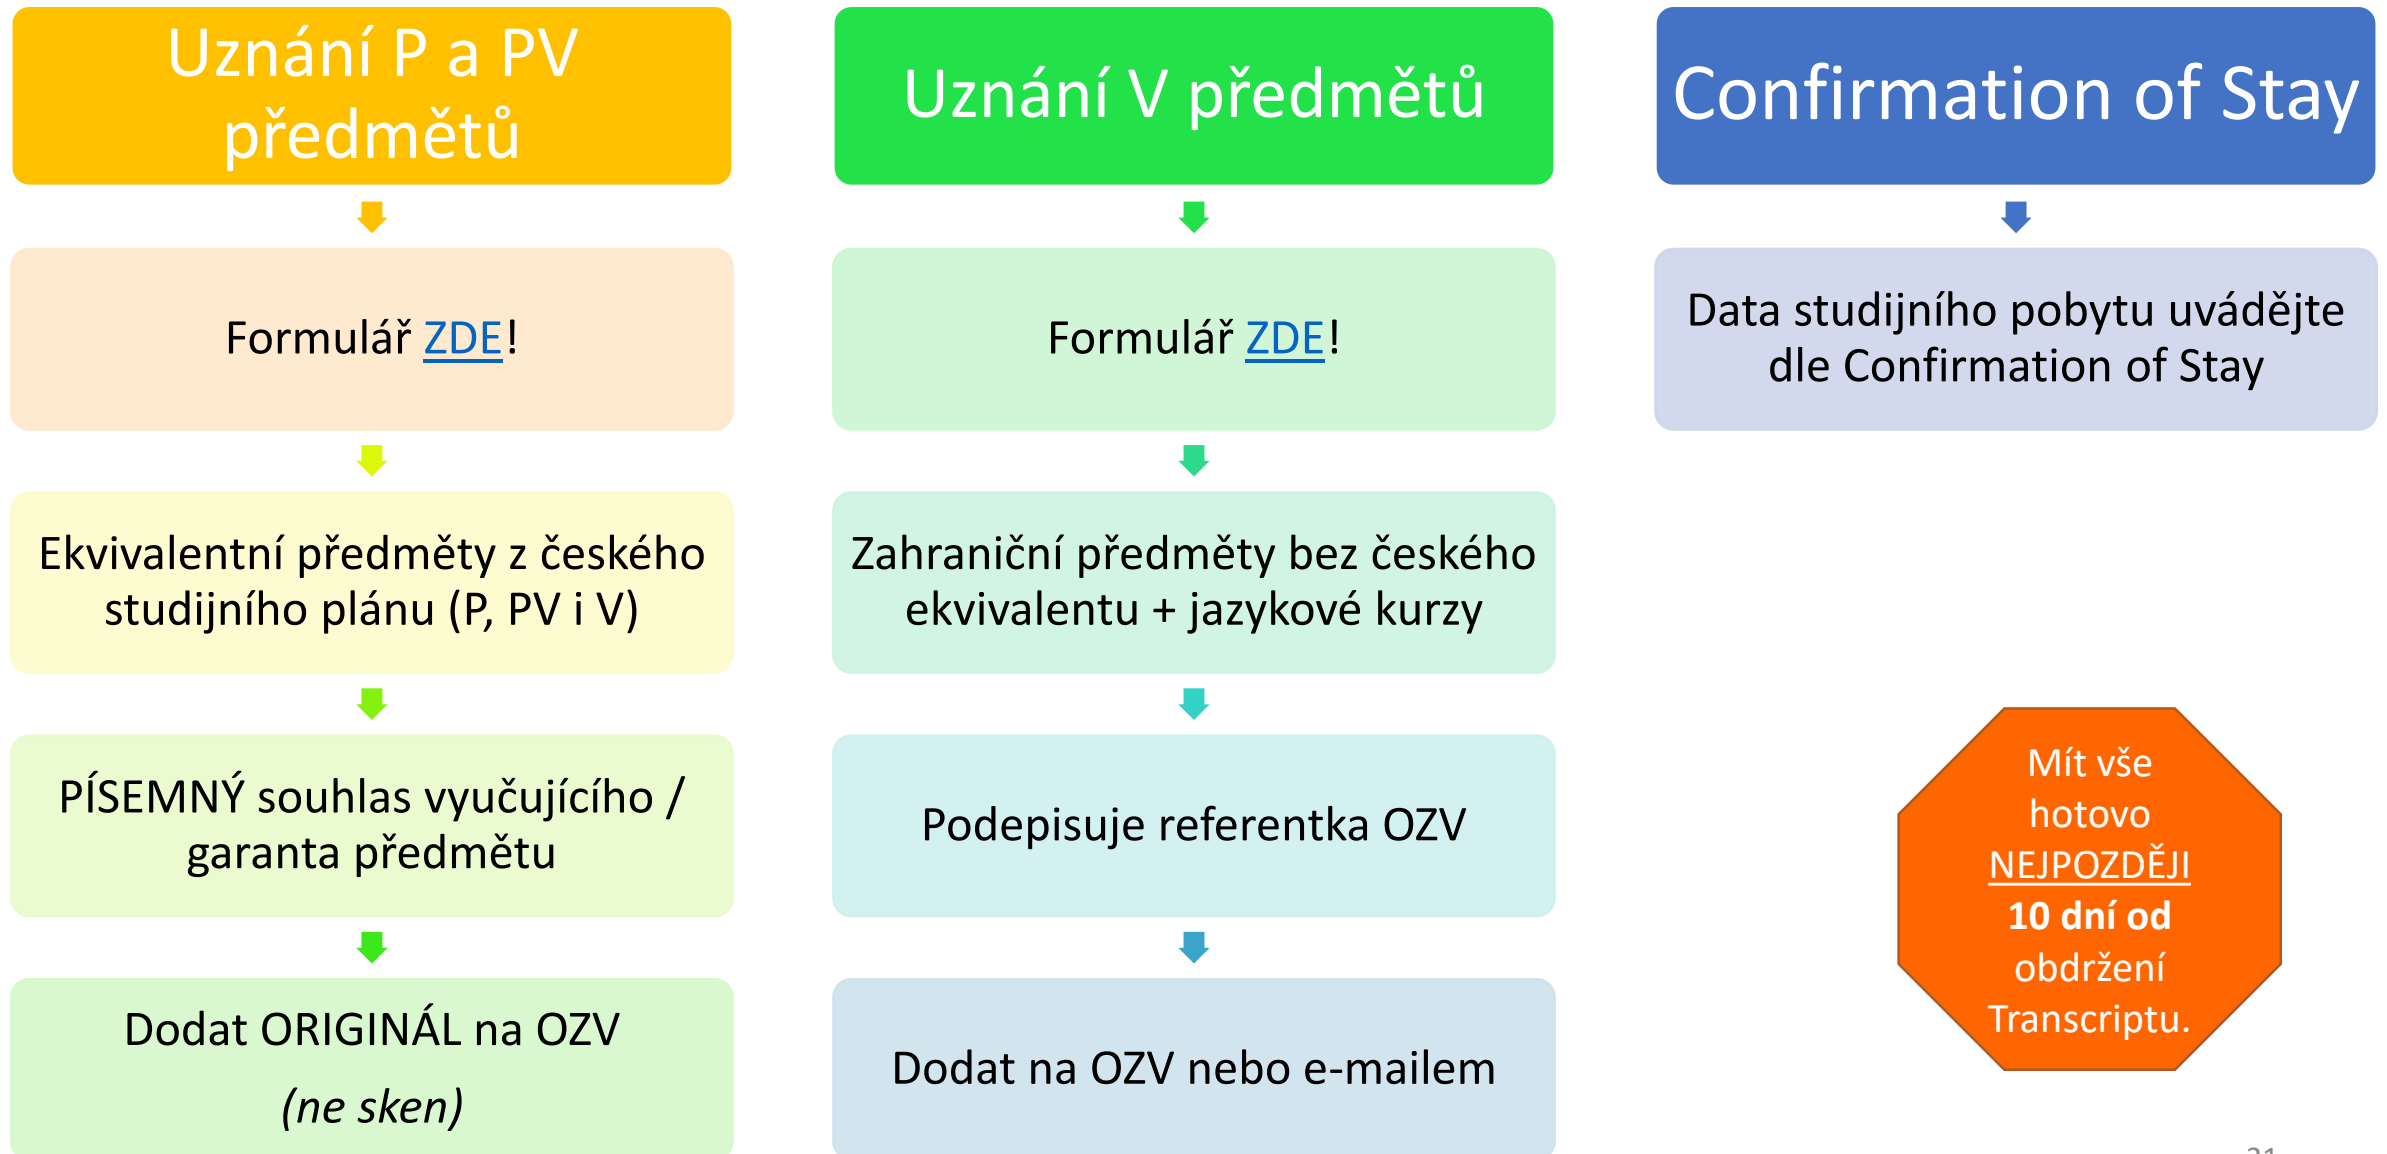 Uznání P a PV
předmětů
Formulář ZDE!
Ekvivalentní předměty z českého
studijního plánu (P, PV i V)
PÍSEMNÝ souhlas vyučujícího /
garanta předmětu
Dodat ORIGINÁL na OZV
(ne sken)
Uznání V předmětů
Formulář ZDE!
Zahraniční předměty bez českého
ekvivalentu + jazykové kurzy
Podepisuje referentka OZV
Dodat na OZV nebo e-mailem
Confirmation of Stay
Data studijního pobytu uvádějte
dle Confirmation of Stay
Mít vše
hotovo
NEJPOZDĚJI
10 dní od
obdržení
Transcriptu.